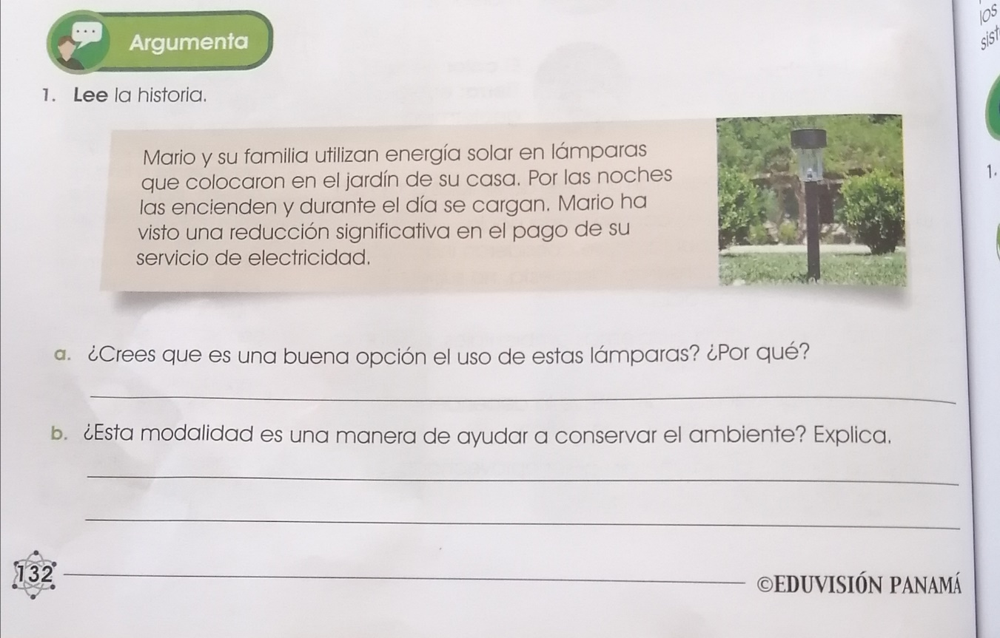 Argumenta
1. Lee la historia.
Mario y su familia utilizan energía solar en lámparas
que colocaron en el jardín de su casa. Por las noches
las encienden y durante el día se cargan. Mario ha
visto una reducción significativa en el pago de su
servicio de electricidad.
a. ¿Crees que es una buena opción el uso de estas lámparas? ¿Por qué?
b. ¿Esta modalidad es una manera de ayudar a conservar el ambiente? Explica.
132
©EDUVISIÓN PANAMÁ
los
1.